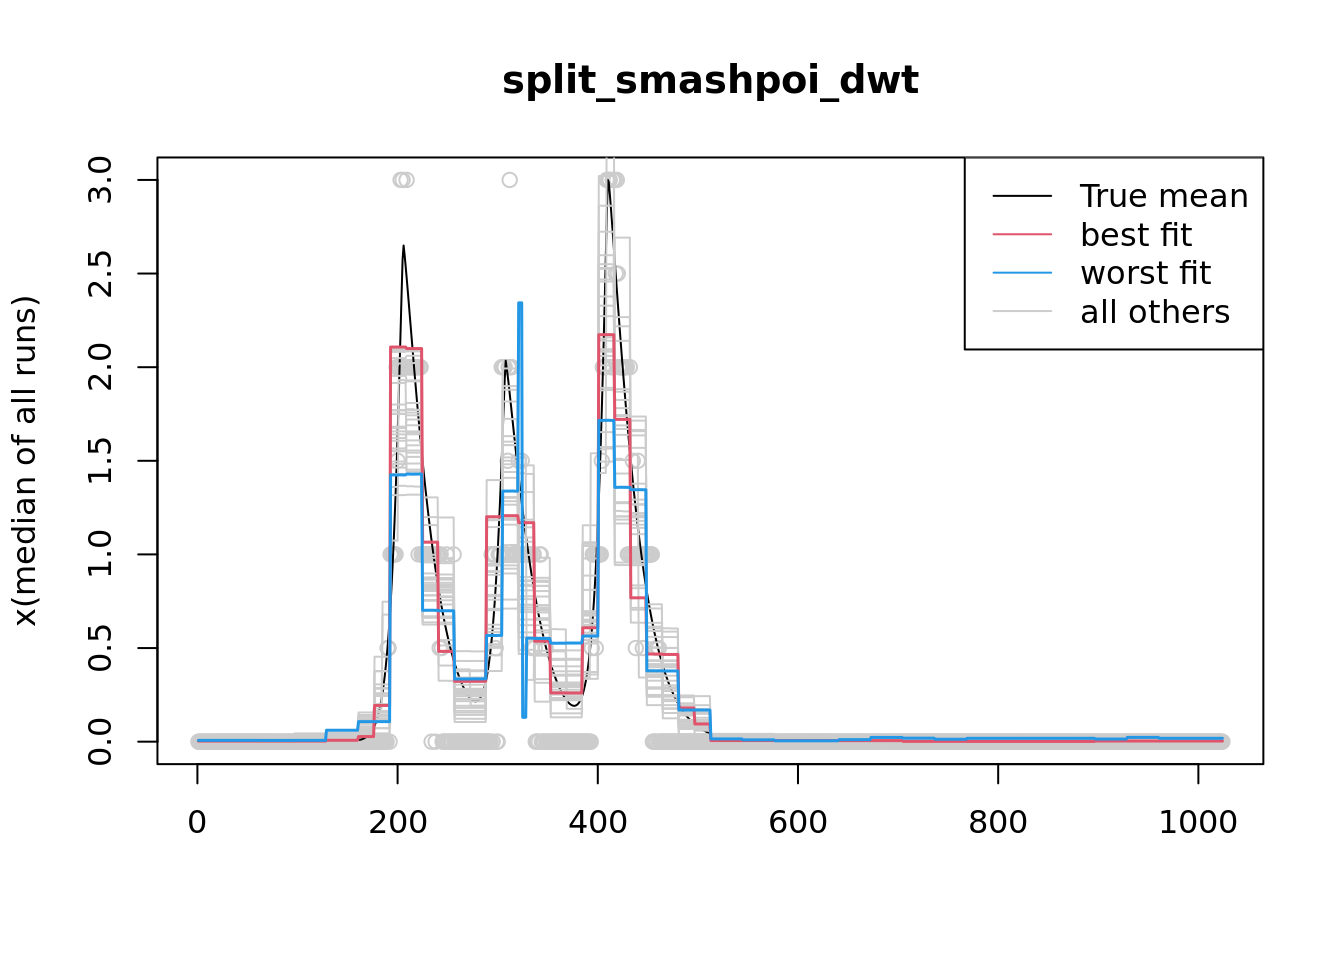 split_smashpoi_dwt
x(median of all runs)
3.0
2.5
2.0
1.5
1.0
0.5
0.0
True mean
best fit
worst fit
all others
0 200 400 600 800 1000